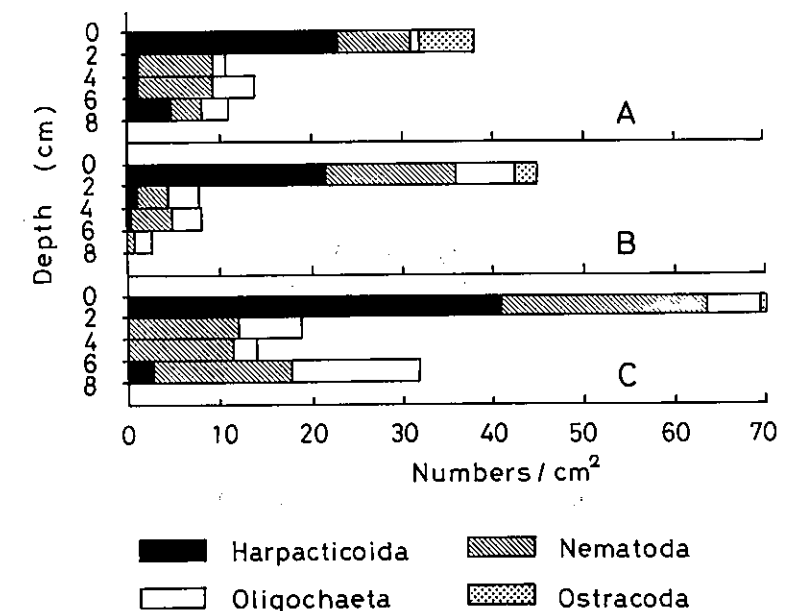 0
2
4
6
8
A
0
2
4
6
8
B
0
2
4
6
8
C
Depth (cm)
0 10 20 30 40 50 60 70
Numbers/cm²
Harpacticoida
Nematoda
Oligochaeta
Ostracoda